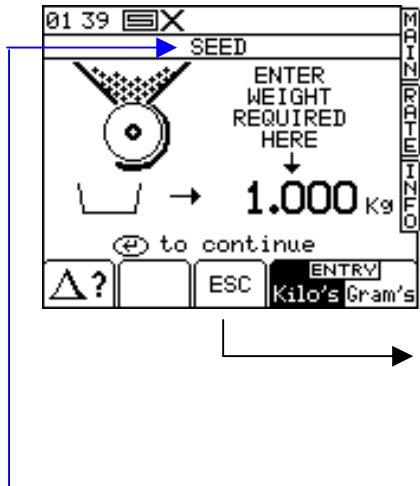 01 39
SEED
ENTER
WEIGHT
REQUIRED
HERE
1.000 Kg
to continue
?
ESC
ENTRY
Kilo's Gram's
MAIN
RATE
INFO